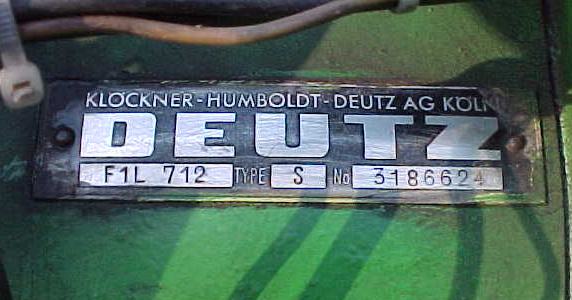 KLÖCKNER-HUMBOLDT-DEUTZ AG KÖLN
DEUTZ
F1L 712 TYPE S No 3186624